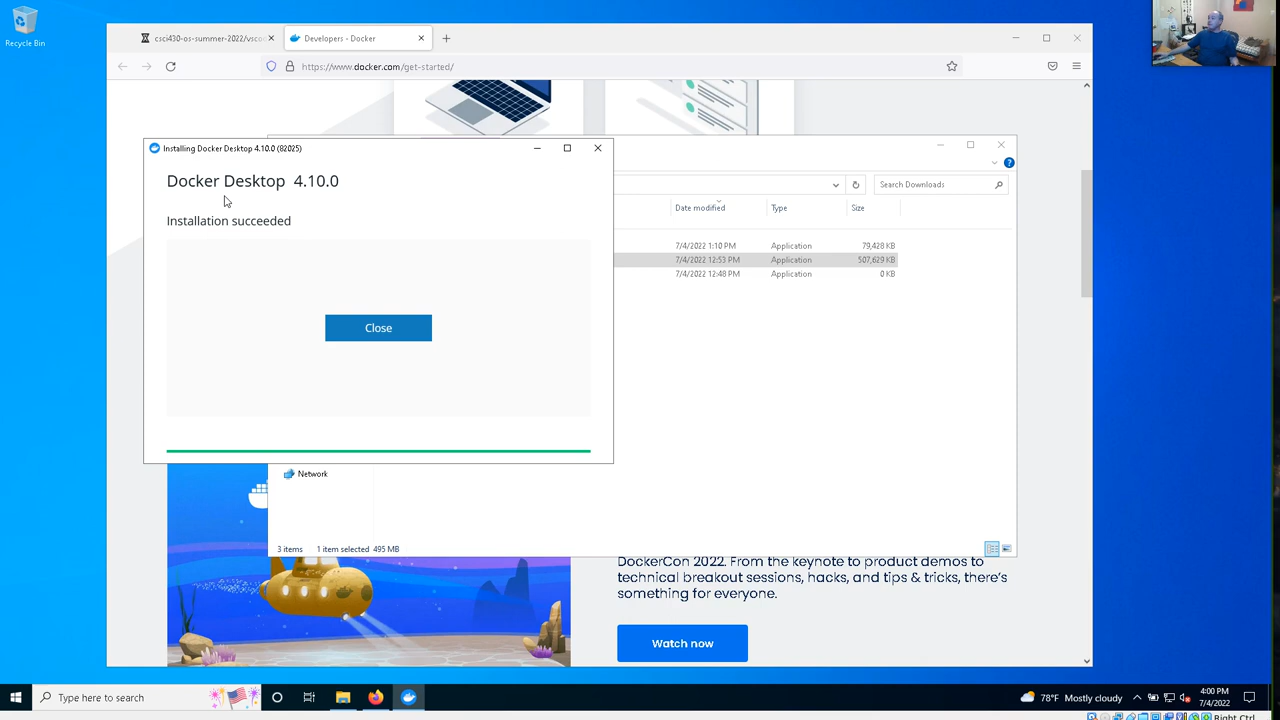 Recycle Bin
csci430-os-summer-2022/vsco
Developers - Docker
https://www.docker.com/get-started/
Installing Docker Desktop 4.10.0 (82025)
Docker Desktop 4.10.0
Installation succeeded
Close
Search Downloads
Date modified
Type
Size
7/4/2022 1:10 PM
Application
79,428 KB
7/4/2022 12:53 PM
Application
507,629 KB
7/4/2022 12:48 PM
Application
0 KB
Network
3 items
1 item selected
495 MB
DockerCon 2022. From the keynote to product demos to
technical breakout sessions, hacks, and tips & tricks, there's
something for everyone.
Watch now
Type here to search
78°F Mostly cloudy
4:00 PM
7/4/2022
Right Ctrl